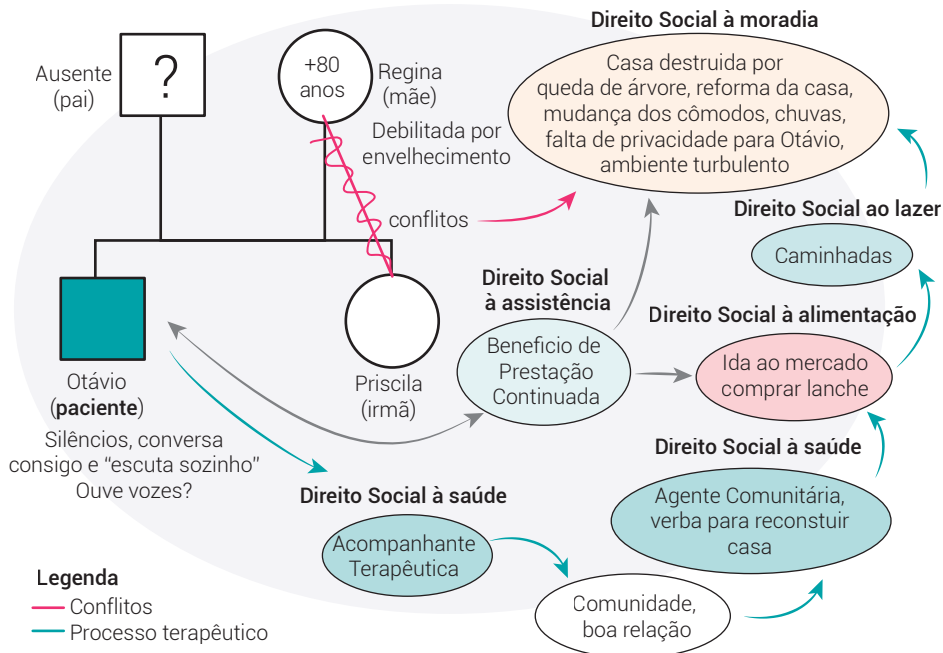 Ausente
(pai)
?
+80
anos
Regina
(mãe)
Debilitada por
envelhecimento
conflitos
Direito Social à moradia
Casa destruida por
queda de árvore, reforma da casa,
mudança dos cômodos, chuvas,
falta de privacidade para Otávio,
ambiente turbulento
Direito Social ao lazer
Caminhadas
Direito Social
à assistência
Beneficio de
Prestação
Continuada
Direito Social à alimentação
Ida ao mercado
comprar lanche
Otávio
(paciente)
Silêncios, conversa
consigo e “escuta sozinho”
Ouve vozes?
Priscila
(irmã)
Direito Social à saúde
Agente Comunitária,
verba para reconstuir
casa
Direito Social à saúde
Acompanhante
Terapêutica
Comunidade,
boa relação
Legenda
Conflitos
Processo terapêutico